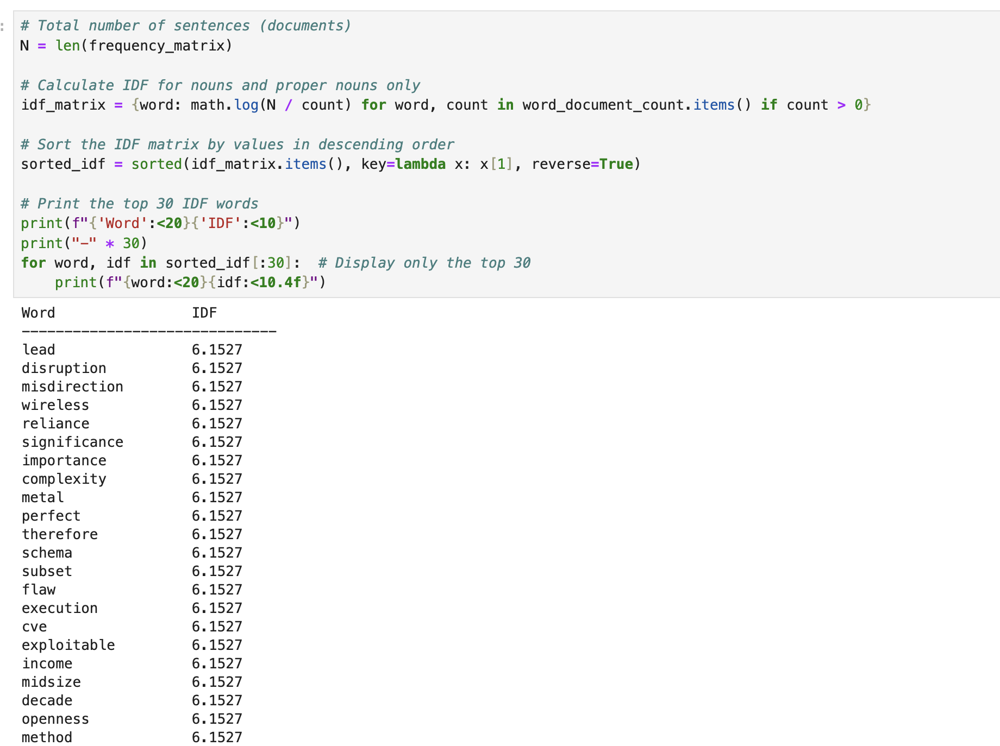 # Total number of sentences (documents)
N = len(frequency_matrix)
# Calculate IDF for nouns and proper nouns only
idf_matrix = {word: math.log(N / count) for word, count in word_document_count.items() if count > 0}
# Sort the IDF matrix by values in descending order
sorted_idf = sorted(idf_matrix.items(), key=lambda x: x[1], reverse=True)
# Print the top 30 IDF words
print(f"{'Word':<20}{'IDF':<10}")
print("-" * 30)
for word, idf in sorted_idf[:30]:  # Display only the top 30
    print(f"{word:<20}{idf:<10.4f}")
Word                IDF
------------------------------
lead                6.1527
disruption          6.1527
misdirection        6.1527
wireless            6.1527
reliance            6.1527
significance        6.1527
importance          6.1527
complexity          6.1527
metal               6.1527
perfect             6.1527
therefore           6.1527
schema              6.1527
subset              6.1527
flaw                6.1527
execution           6.1527
cve                 6.1527
exploitable         6.1527
income              6.1527
midsize             6.1527
decade              6.1527
openness            6.1527
method              6.1527